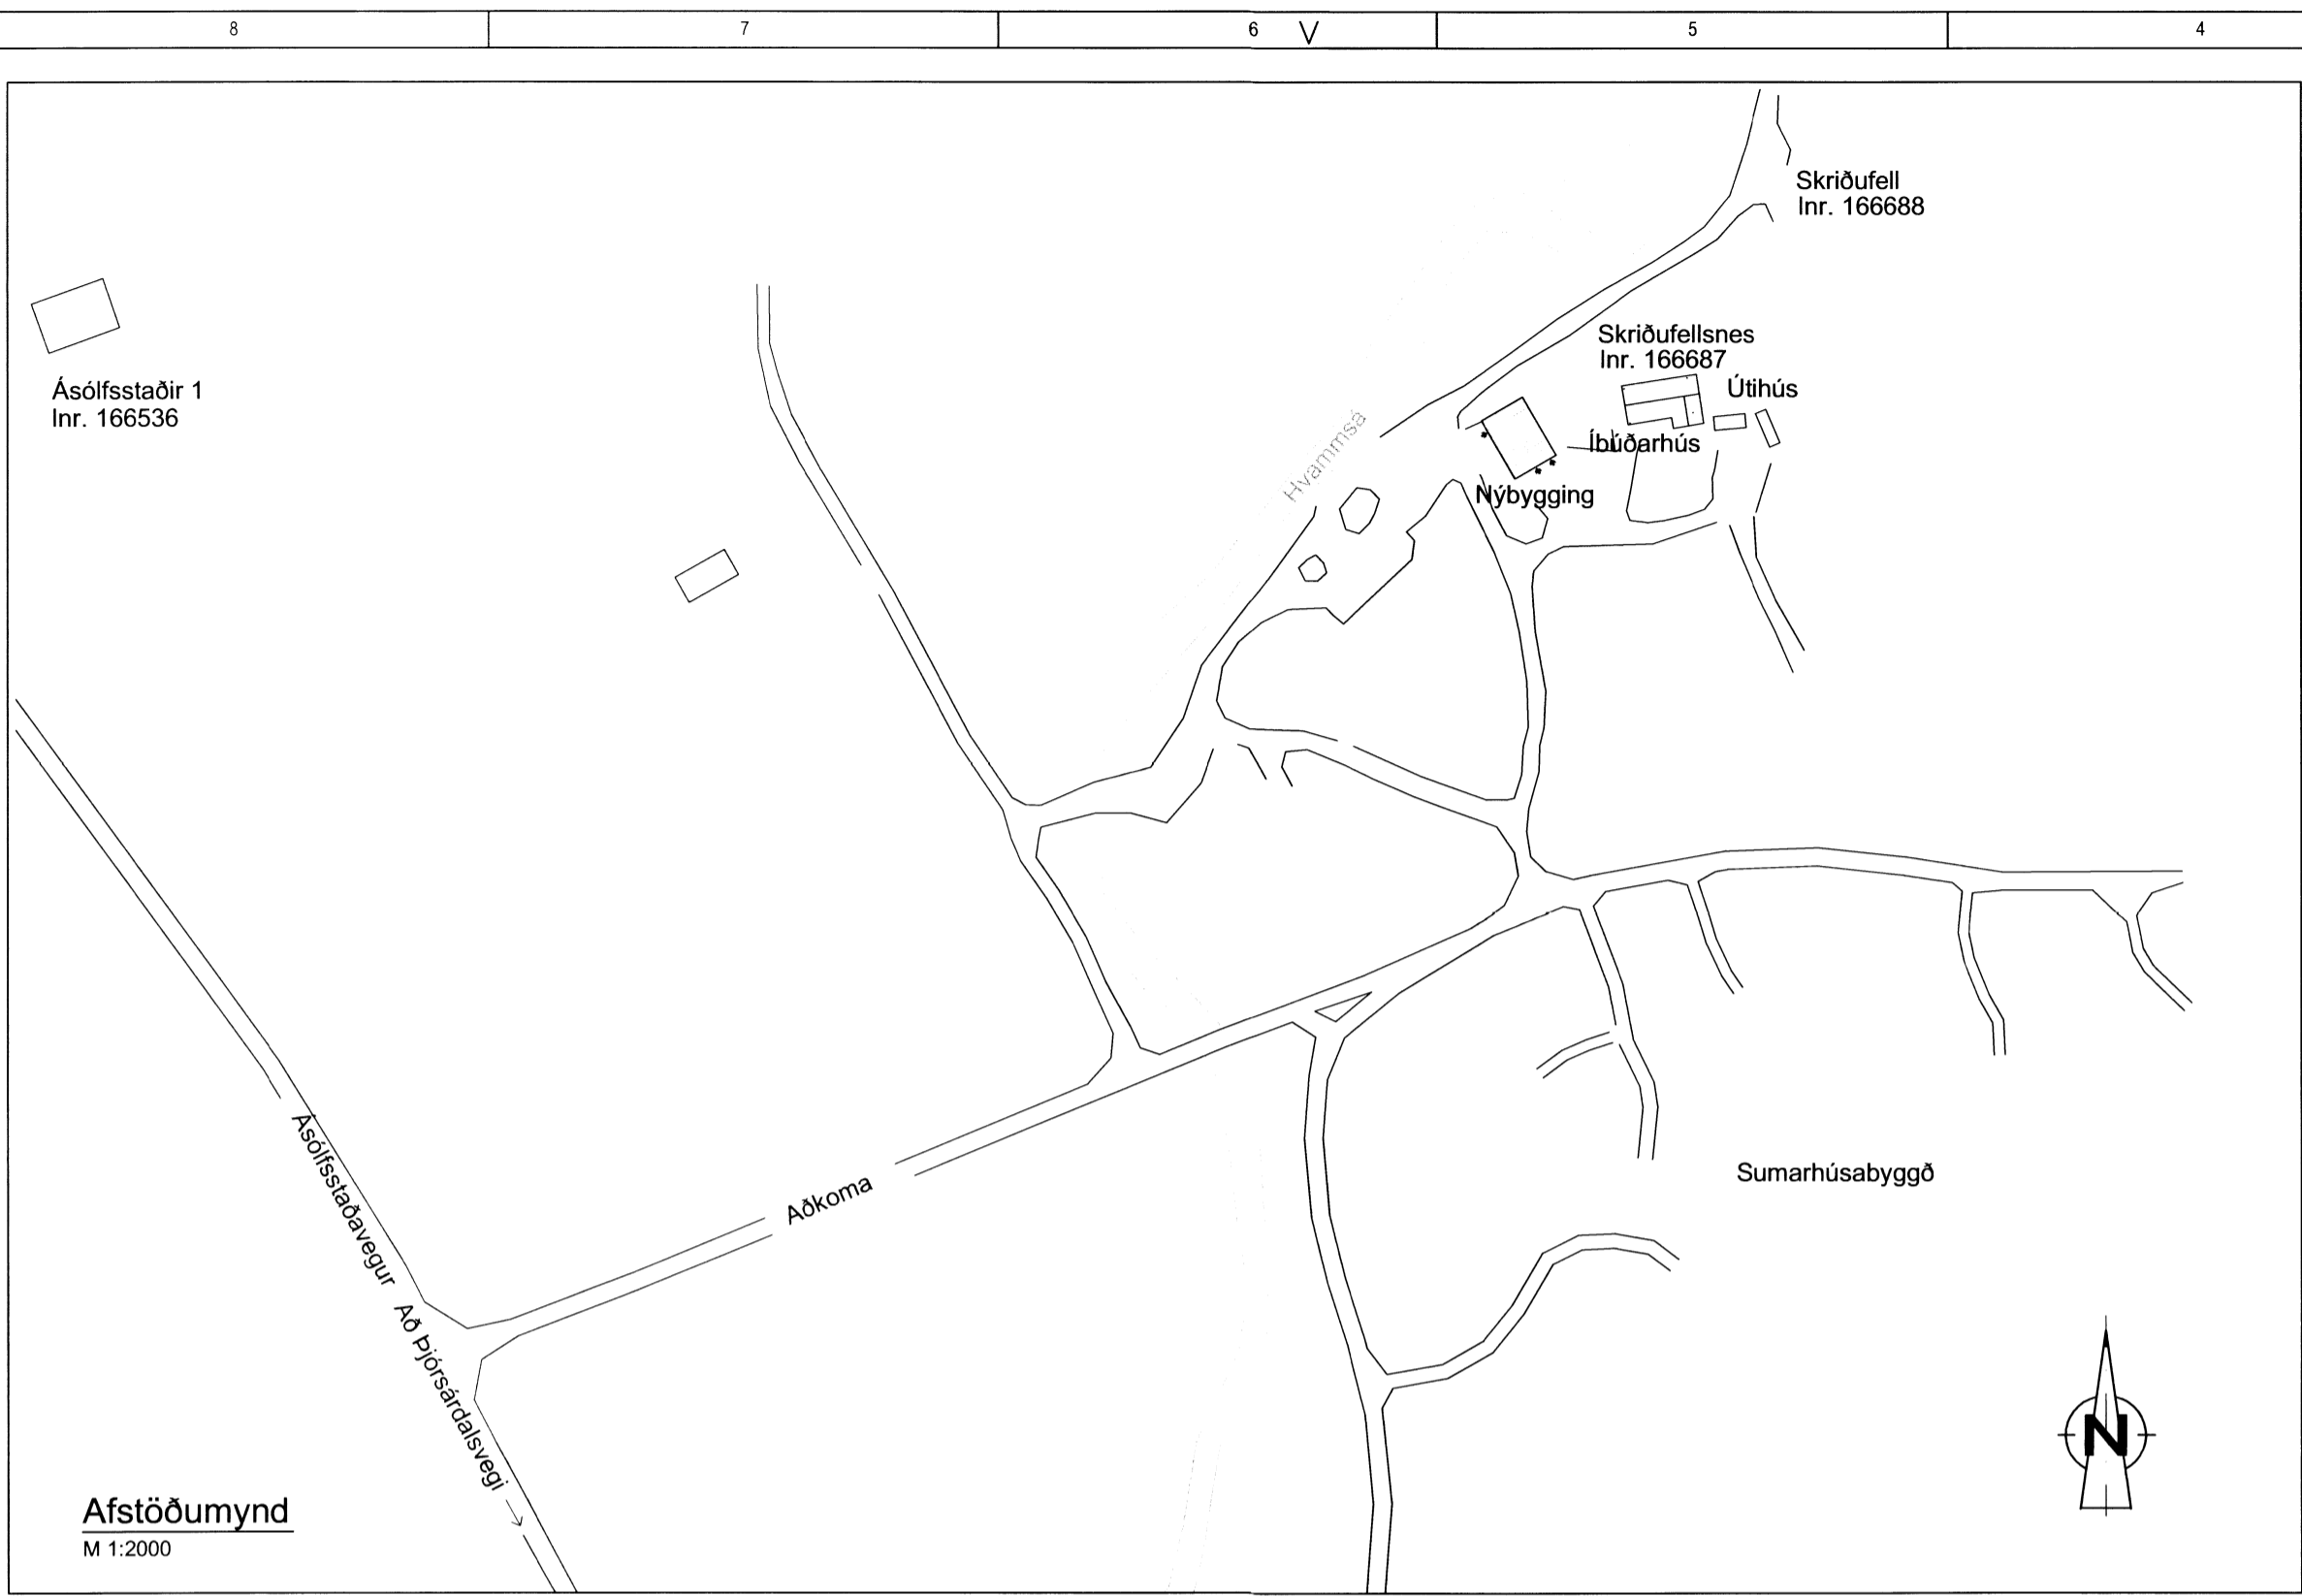 8
7
6
5
4
Skriðufell
lnr. 166688
Skriðufellsnes
lnr. 166687
Útihús
Ásólfsstaðir 1
lnr. 166536
Hvammsá
Íbúðarhús
Nýbygging
Ásólfsstaðavegur
Að Þjórsárdalsvegi →
Aðkoma
Sumarhúsabyggð
N
Afstöðumynd
M 1:2000